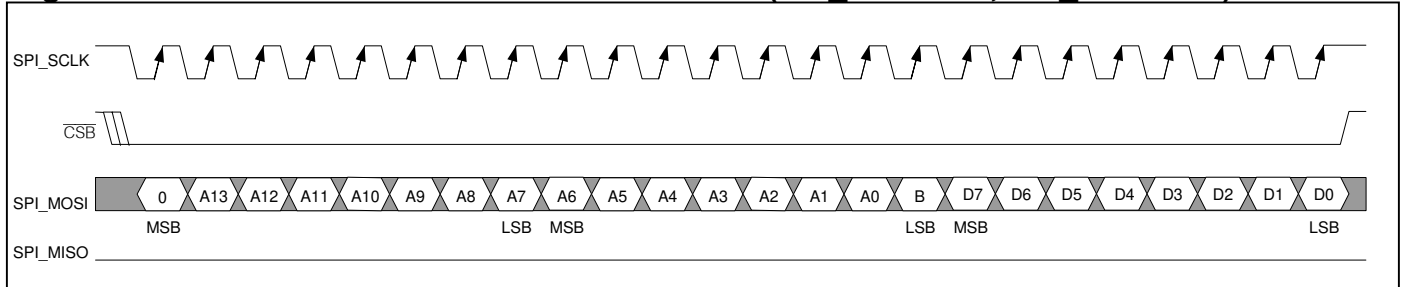 SPI_SCLK
CSB
SPI_MOSI 0 A13 A12 A11 A10 A9 A8 A7 A6 A5 A4 A3 A2 A1 A0 B D7 D6 D5 D4 D3 D2 D1 D0
MSB LSB MSB LSB MSB LSB
SPI_MISO